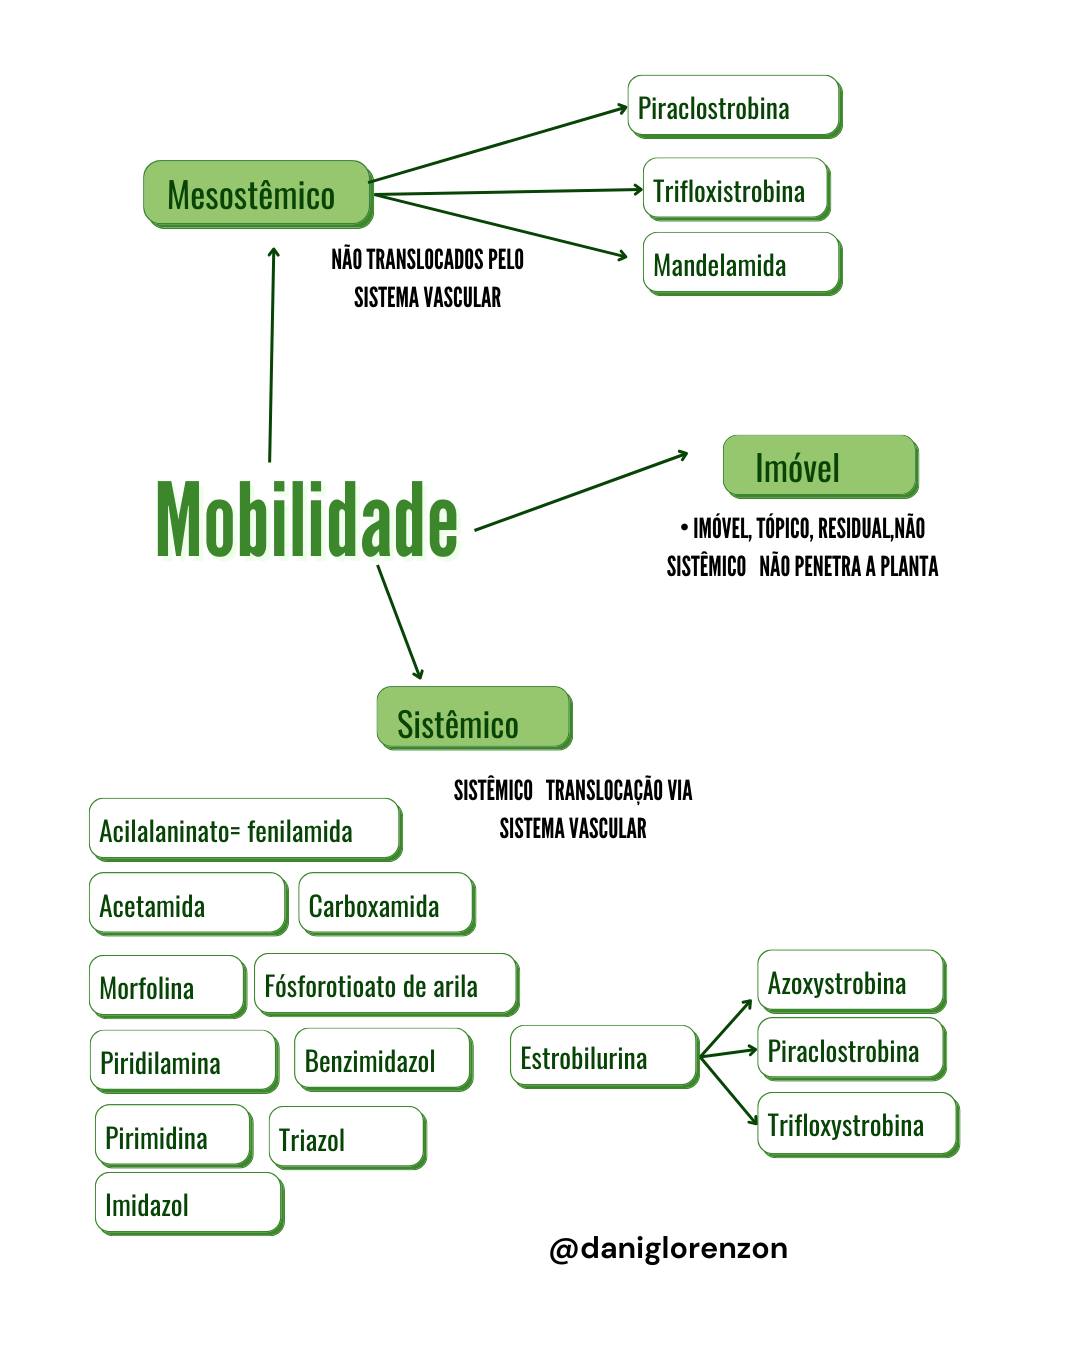 Piraclostrobina
Mesostêmico
Trifloxistrobina
Mandelamida
NÃO TRANSLOCADOS PELO
SISTEMA VASCULAR
Mobilidade
Imóvel
• IMÓVEL, TÓPICO, RESIDUAL,NÃO
SISTÊMICO NÃO PENETRA A PLANTA
Sistêmico
SISTÊMICO TRANSLOCAÇÃO VIA
SISTEMA VASCULAR
Acilalaninato= fenilamida
Acetamida
Carboxamida
Morfolina
Fósforotioato de arila
Piridilamina
Benzimidazol
Pirimidina
Triazol
Imidazol
Estrobilurina
Azoxystrobina
Piraclostrobina
Trifloxystrobina
@daniglorenzon